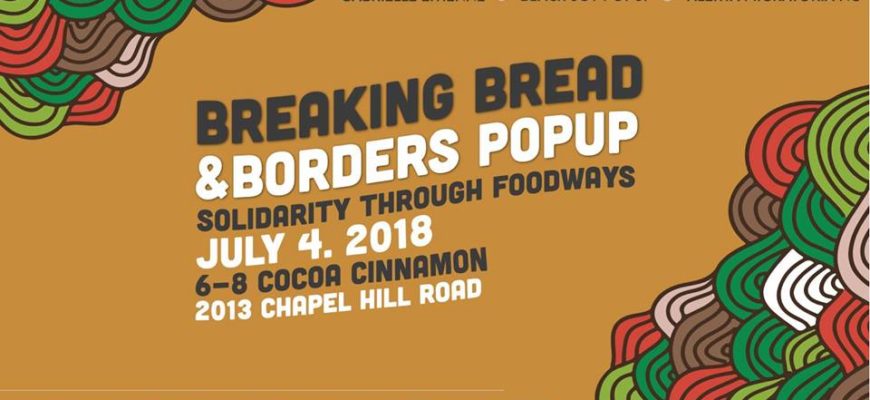 BREAKING BREAD
&BORDERS POPUP
SOLIDARITY THROUGH FOODWAYS
JULY 4. 2018
6–8 COCOA CINNAMON
2013 CHAPEL HILL ROAD